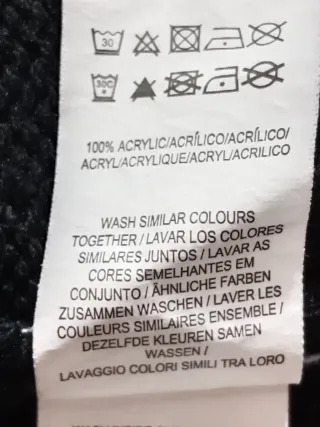 30
30C
100% ACRYLIC/ACRÍLICO/ACRÍLICO/
ACRYL/ACRYLIQUE/ACRYL/ACRILICO
WASH SIMILAR COLOURS
TOGETHER / LAVAR LOS COLORES
SIMILARES JUNTOS / LAVAR AS
CORES SEMELHANTES EM
CONJUNTO / ÄHNLICHE FARBEN
ZUSAMMEN WASCHEN / LAVER LES
COULEURS SIMILAIRES ENSEMBLE /
DEZELFDE KLEUREN SAMEN
WASSEN /
LAVAGGIO COLORI SIMILI TRA LORO